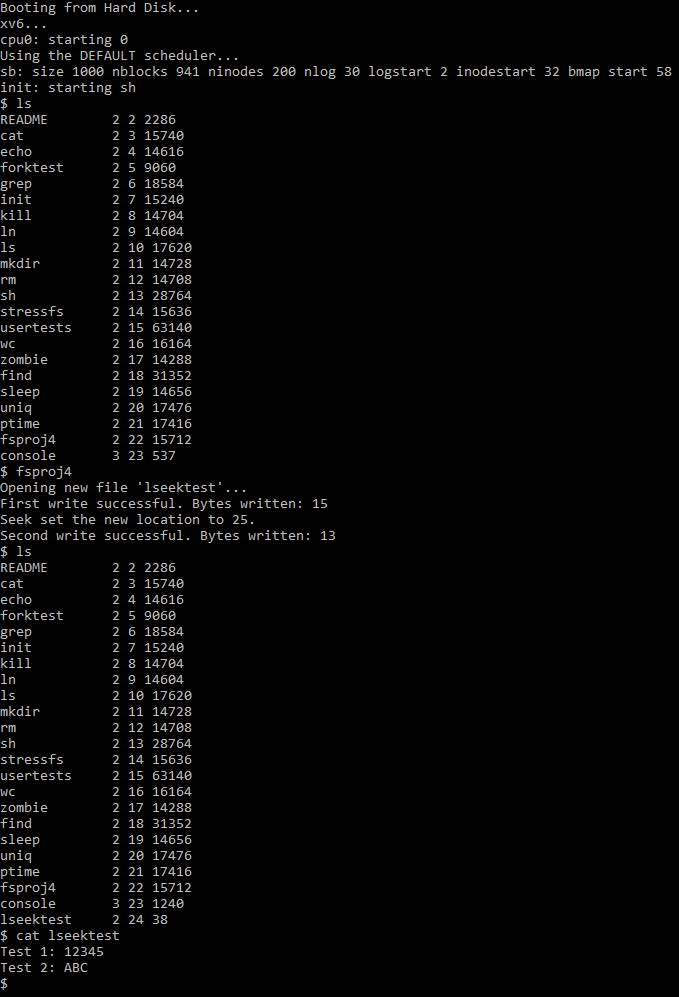 Booting from Hard Disk...
xv6...
cpu0: starting 0
Using the DEFAULT scheduler...
sb: size 1000 nblocks 941 ninodes 200 nlog 30 logstart 2 inodestart 32 bmap start 58
init: starting sh
$ ls
README         2 2 2286
cat            2 3 15740
echo           2 4 14616
forktest       2 5 9060
grep           2 6 18584
init           2 7 15240
kill           2 8 14704
ln             2 9 14604
ls             2 10 17620
mkdir          2 11 14728
rm             2 12 14708
sh             2 13 28764
stressfs       2 14 15636
usertests      2 15 63140
wc             2 16 16164
zombie         2 17 14288
find           2 18 31352
sleep          2 19 14656
uniq           2 20 17476
ptime          2 21 17416
fsproj4        2 22 15712
console        3 23 537
$ fsproj4
Opening new file 'lseektest'...
First write successful. Bytes written: 15
Seek set the new location to 25.
Second write successful. Bytes written: 13
$ ls
README         2 2 2286
cat            2 3 15740
echo           2 4 14616
forktest       2 5 9060
grep           2 6 18584
init           2 7 15240
kill           2 8 14704
ln             2 9 14604
ls             2 10 17620
mkdir          2 11 14728
rm             2 12 14708
sh             2 13 28764
stressfs       2 14 15636
usertests      2 15 63140
wc             2 16 16164
zombie         2 17 14288
find           2 18 31352
sleep          2 19 14656
uniq           2 20 17476
ptime          2 21 17416
fsproj4        2 22 15712
console        3 23 1240
lseektest      2 24 38
$ cat lseektest
Test 1: 12345
Test 2: ABC
$